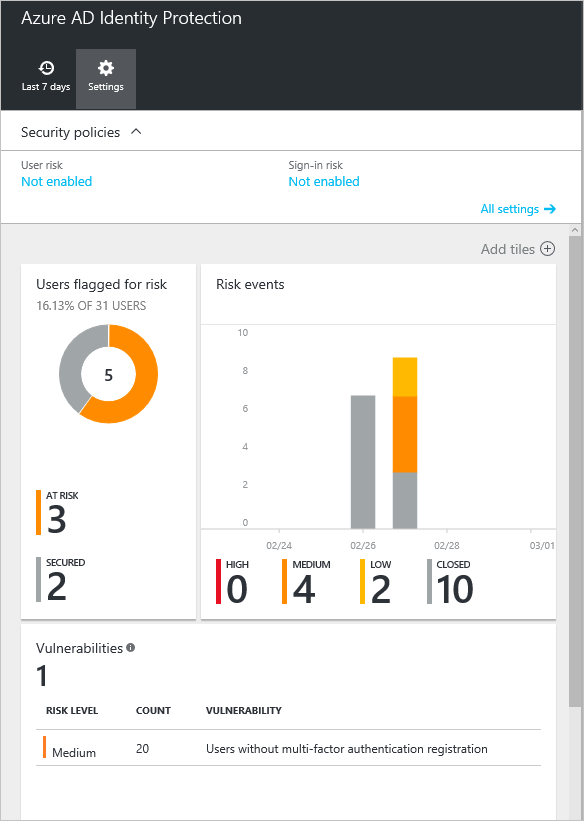 Azure AD Identity Protection
Last 7 days
Settings
Security policies
User risk
Sign-in risk
Not enabled
Not enabled
All settings
Add tiles
Users flagged for risk
16.13% OF 31 USERS
5
AT RISK
3
SECURED
2
Risk events
10
8
6
4
2
0
02/24
02/26
02/28
03/01
HIGH
0
MEDIUM
4
LOW
2
CLOSED
10
Vulnerabilities
1
RISK LEVEL COUNT VULNERABILITY
Medium 20 Users without multi-factor authentication registration